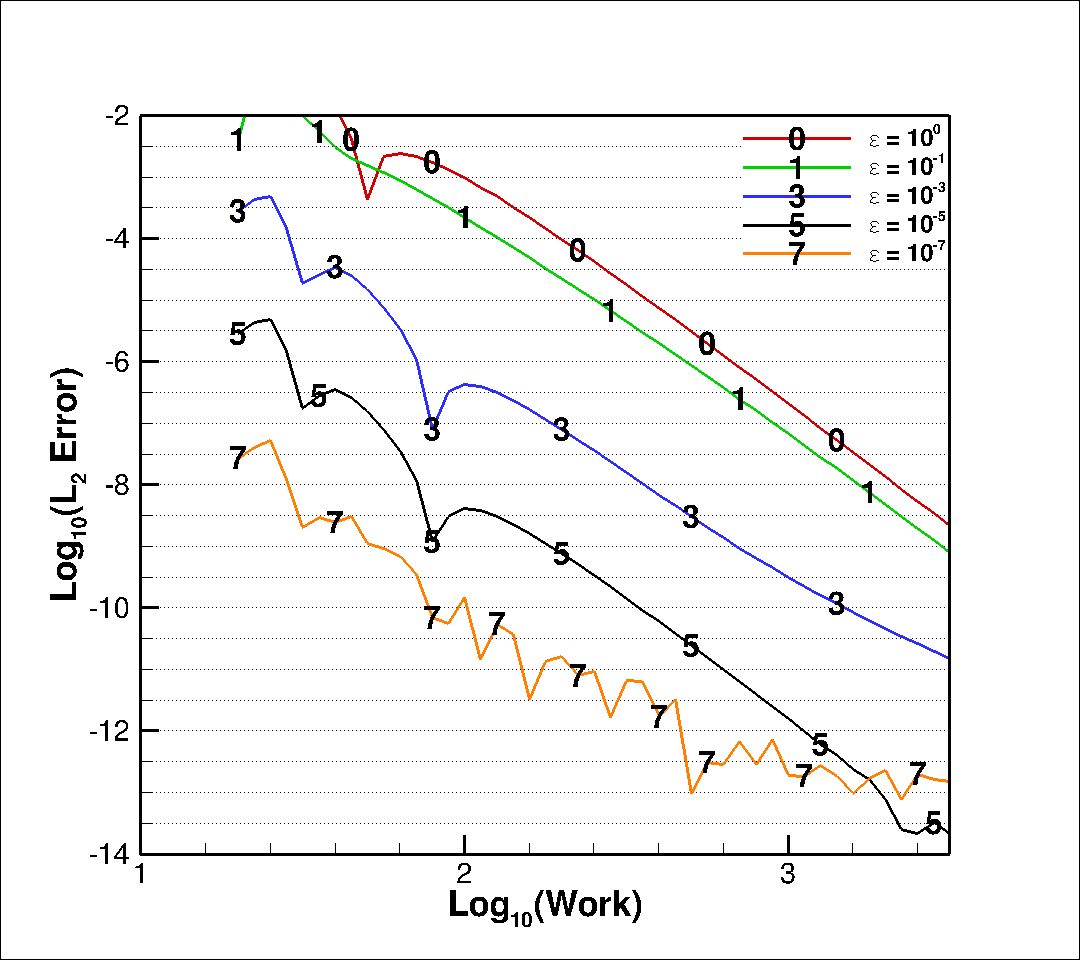 -2
-4
-6
-8
-10
-12
-14
Log₁₀(L₂ Error)
1
2
3
Log₁₀(Work)
0 ε = 10⁰
1 ε = 10⁻¹
3 ε = 10⁻³
5 ε = 10⁻⁵
7 ε = 10⁻⁷
1 1 0 0
1 0 1 0 1 0 1
3 3 3 3 3 3
5 5 5 5 5 5 5
7 7 7 7 7 7 7 7 7